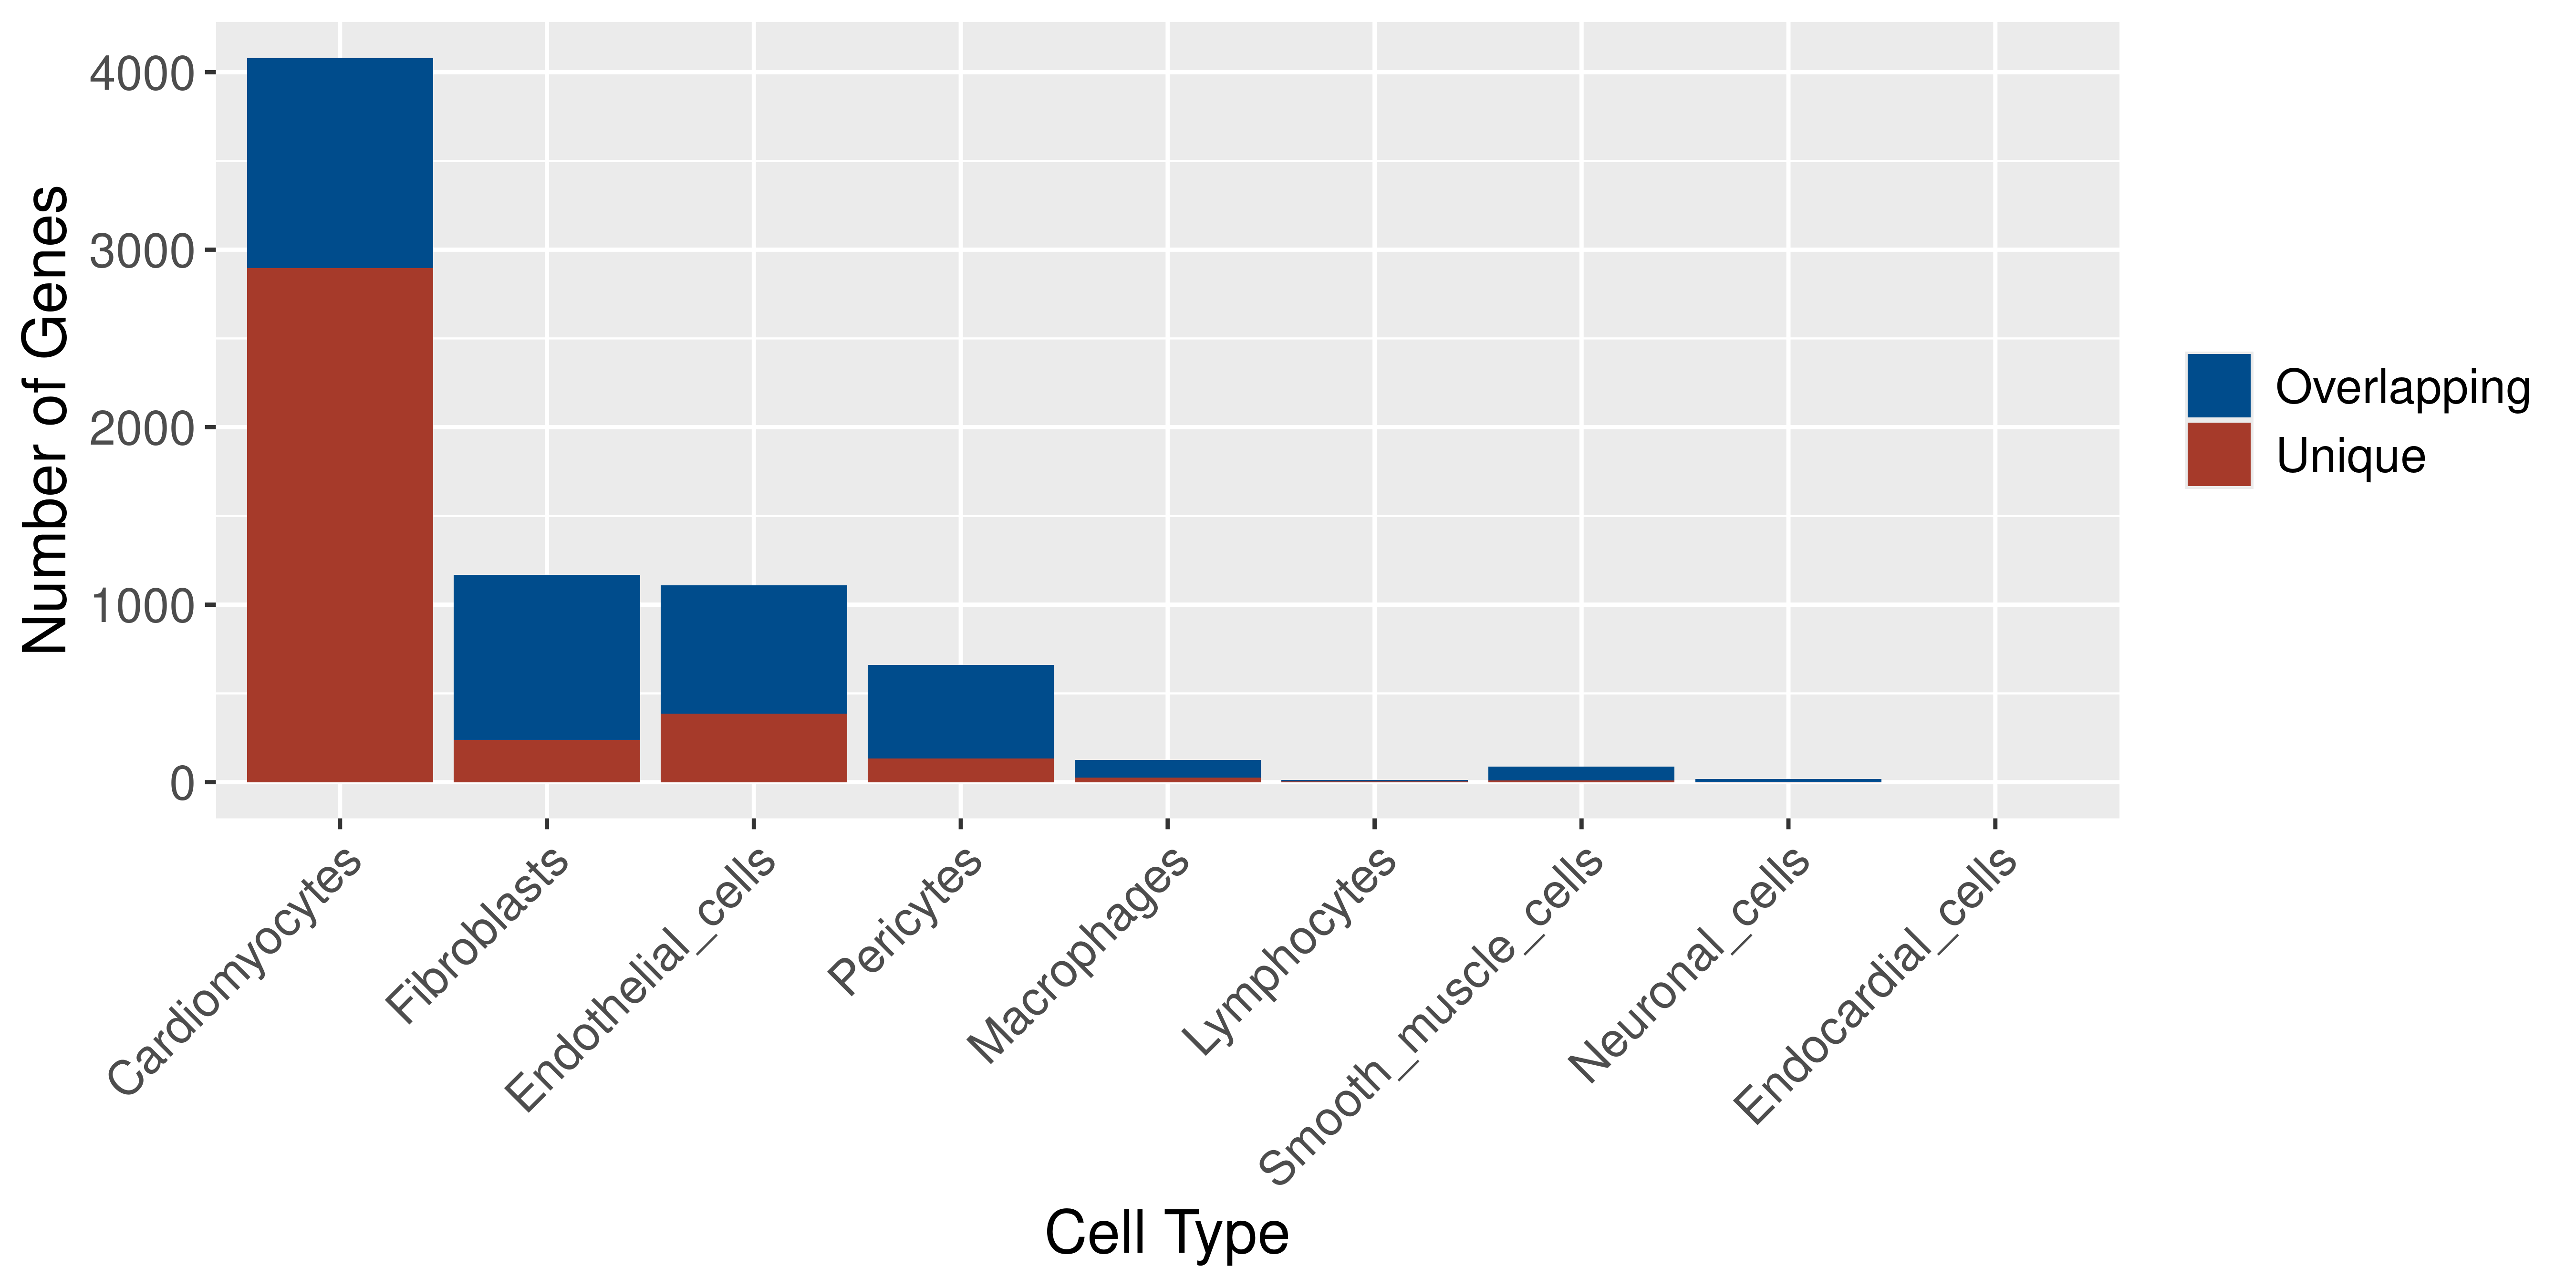 Number of Genes
4000
3000
2000
1000
0
Cardiomyocytes
Fibroblasts
Endothelial_cells
Pericytes
Macrophages
Lymphocytes
Smooth_muscle_cells
Neuronal_cells
Endocardial_cells
Cell Type
Overlapping
Unique